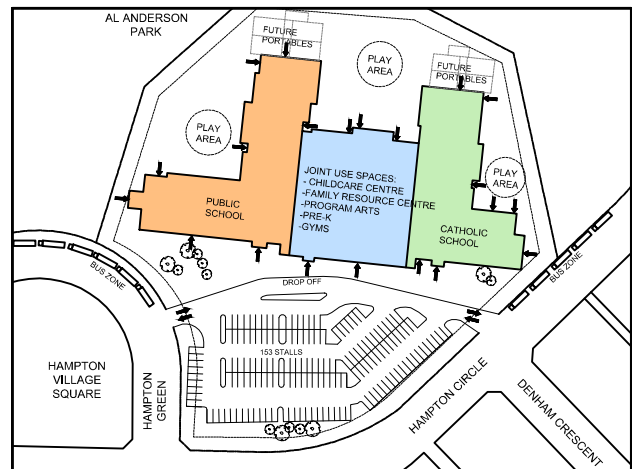 AL ANDERSON
PARK
FUTURE
PORTABLES
PLAY
AREA
FUTURE
PORTABLES
PLAY
AREA
PLAY
AREA
JOINT USE SPACES:
- CHILDCARE CENTRE
-FAMILY RESOURCE CENTRE
-PROGRAM ARTS
-PRE-K
-GYMS
PUBLIC
SCHOOL
CATHOLIC
SCHOOL
BUS ZONE
DROP OFF
BUS ZONE
153 STALLS
HAMPTON
VILLAGE
SQUARE
HAMPTON
GREEN
HAMPTON CIRCLE
DENHAM CRESCENT